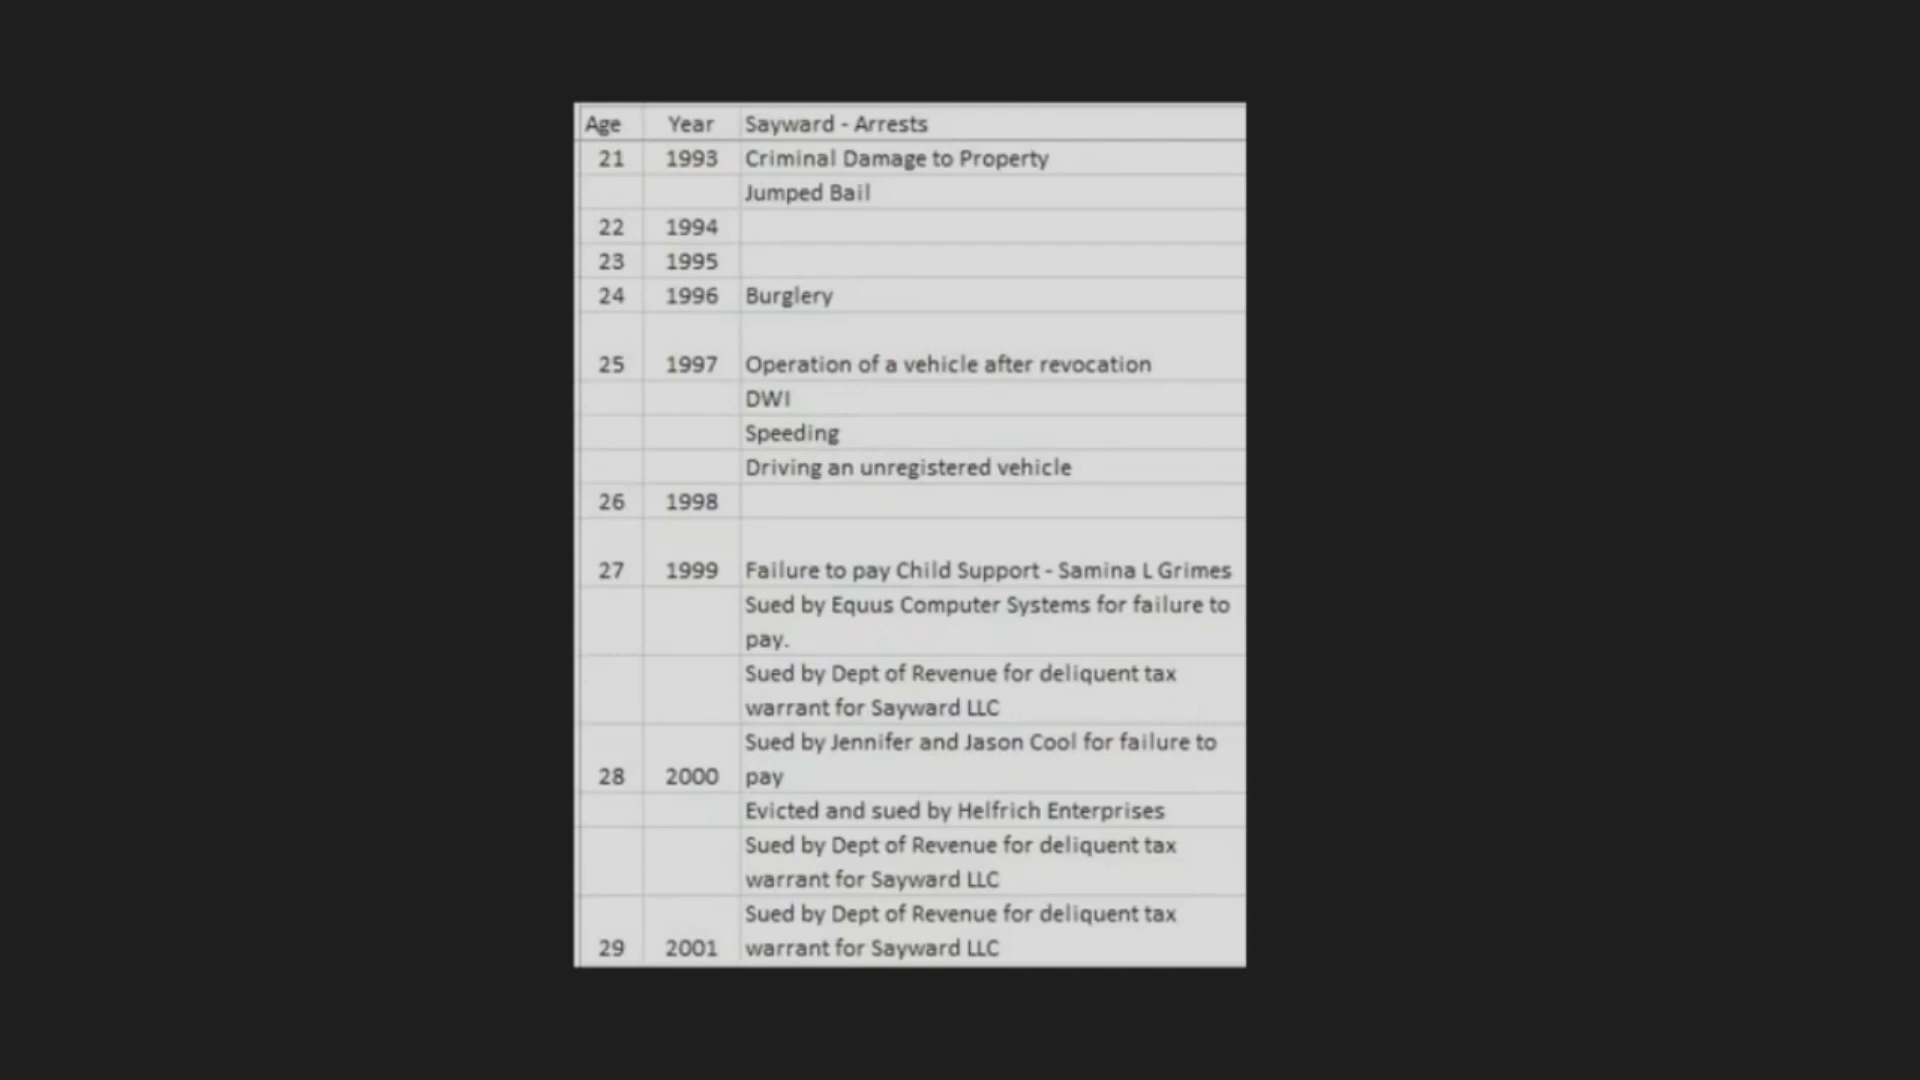 Age Year Sayward - Arrests
21 1993 Criminal Damage to Property
Jumped Bail
22 1994
23 1995
24 1996 Burglery
25 1997 Operation of a vehicle after revocation
DWI
Speeding
Driving an unregistered vehicle
26 1998
27 1999 Failure to pay Child Support - Samina L Grimes
Sued by Equus Computer Systems for failure to
pay.
Sued by Dept of Revenue for deliquent tax
warrant for Sayward LLC
Sued by Jennifer and Jason Cool for failure to
28 2000 pay
Evicted and sued by Helfrich Enterprises
Sued by Dept of Revenue for deliquent tax
warrant for Sayward LLC
Sued by Dept of Revenue for deliquent tax
29 2001 warrant for Sayward LLC